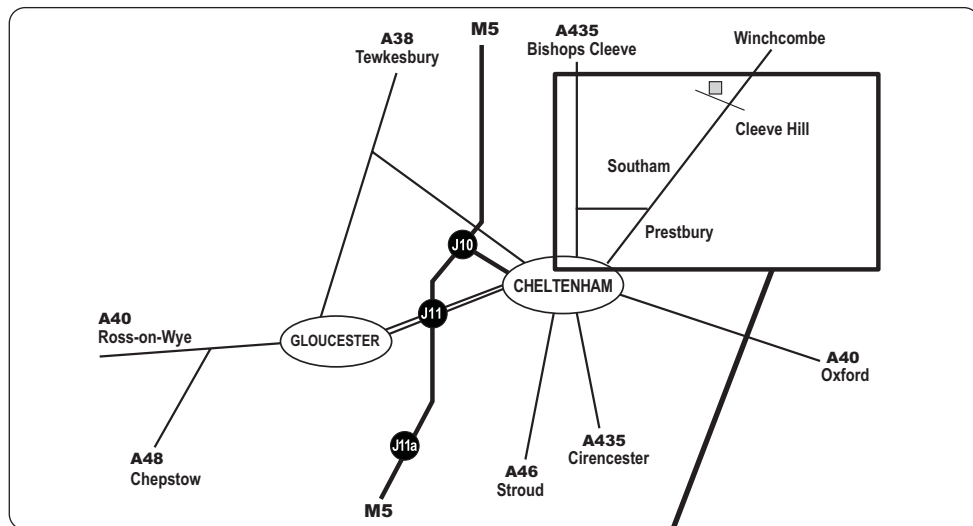 A38
Tewkesbury
M5
A435
Bishops Cleeve
Winchcombe
Cleeve Hill
Southam
Prestbury
J10
CHELTENHAM
J11
A40
Ross-on-Wye
GLOUCESTER
A40
Oxford
J11a
A48
Chepstow
A435
Cirencester
A46
Stroud
M5